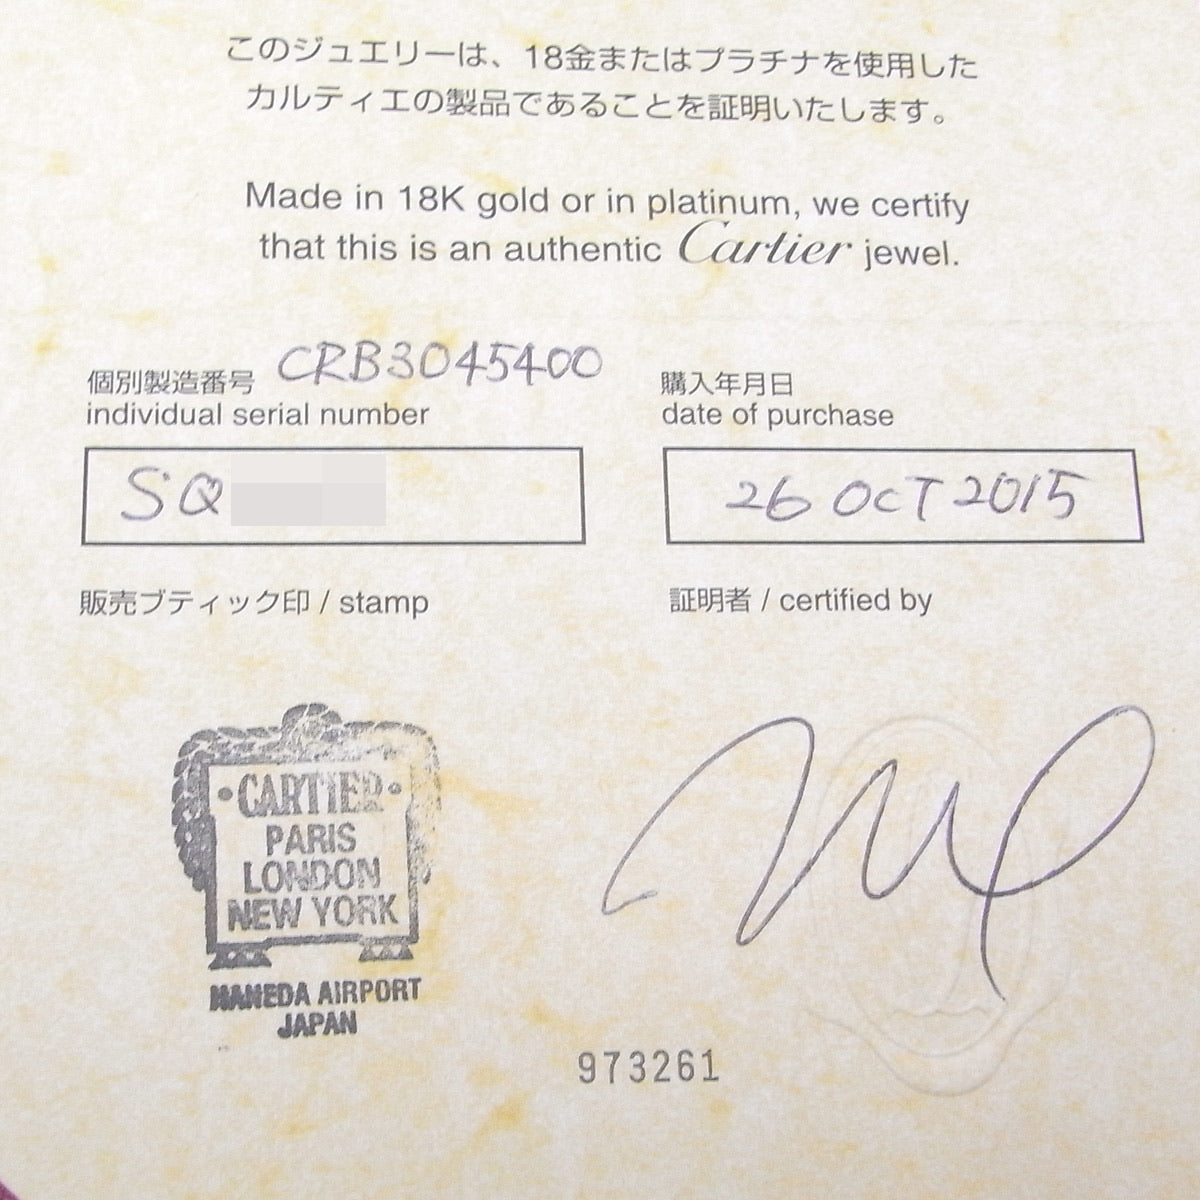 このジュエリーは、18金またはプラチナを使用した
カルティエの製品であることを証明いたします。
Made in 18K gold or in platinum, we certify
that this is an authentic Cartier jewel.
CRB3045400
個別製造番号
individual serial number
SQ
購入年月日
date of purchase
26 OCT 2015
販売ブティック印 / stamp
証明者 / certified by
•CARTIER•
PARIS
LONDON
NEW YORK
HANEDA AIRPORT
JAPAN
973261